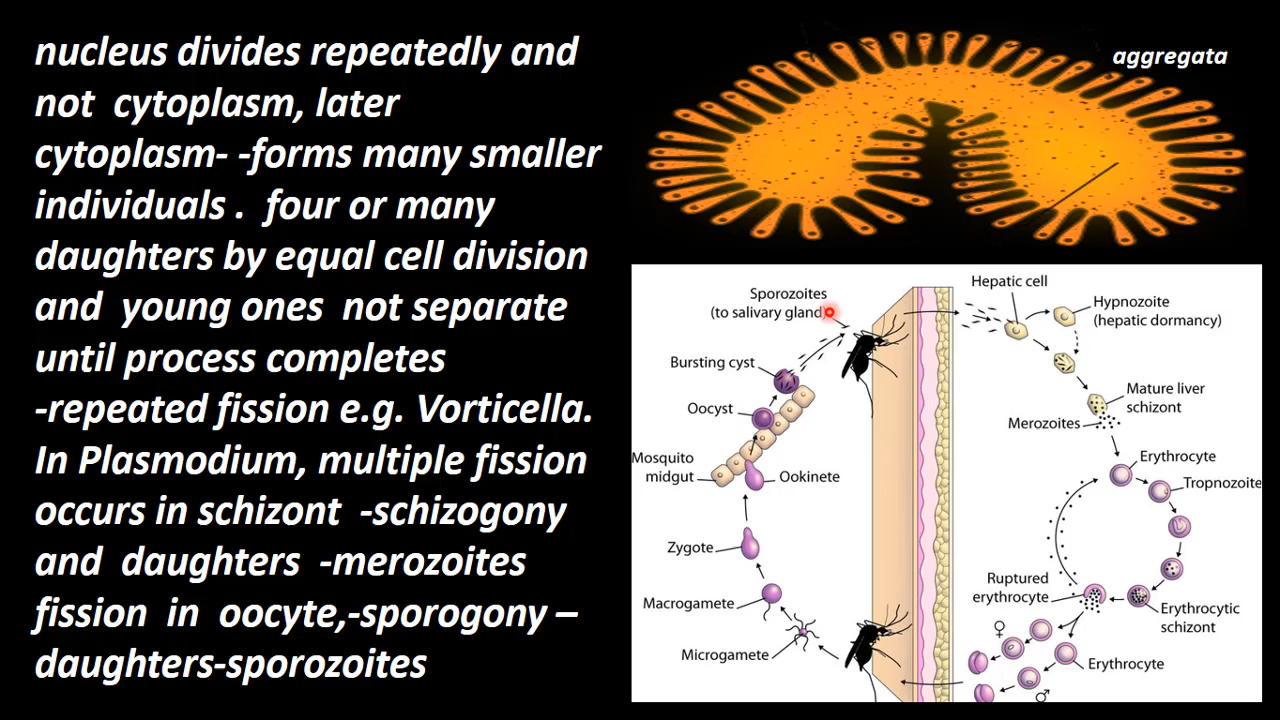 nucleus divides repeatedly and
not cytoplasm, later
cytoplasm- -forms many smaller
individuals . four or many
daughters by equal cell division
and young ones not separate
until process completes
-repeated fission e.g. Vorticella.
In Plasmodium, multiple fission
occurs in schizont -schizogony
and daughters -merozoites
fission in oocyte,-sporogony –
daughters-sporozoites
aggregata
Sporozoites
(to salivary gland)
Bursting cyst
Oocyst
Mosquito
midgut
Ookinete
Zygote
Macrogamete
Microgamete
Hepatic cell
Hypnozoite
(hepatic dormancy)
Mature liver
schizont
Merozoites
Erythrocyte
Tropnozoite
Ruptured
erythrocyte
Erythrocytic
schizont
♀
Erythrocyte
♂